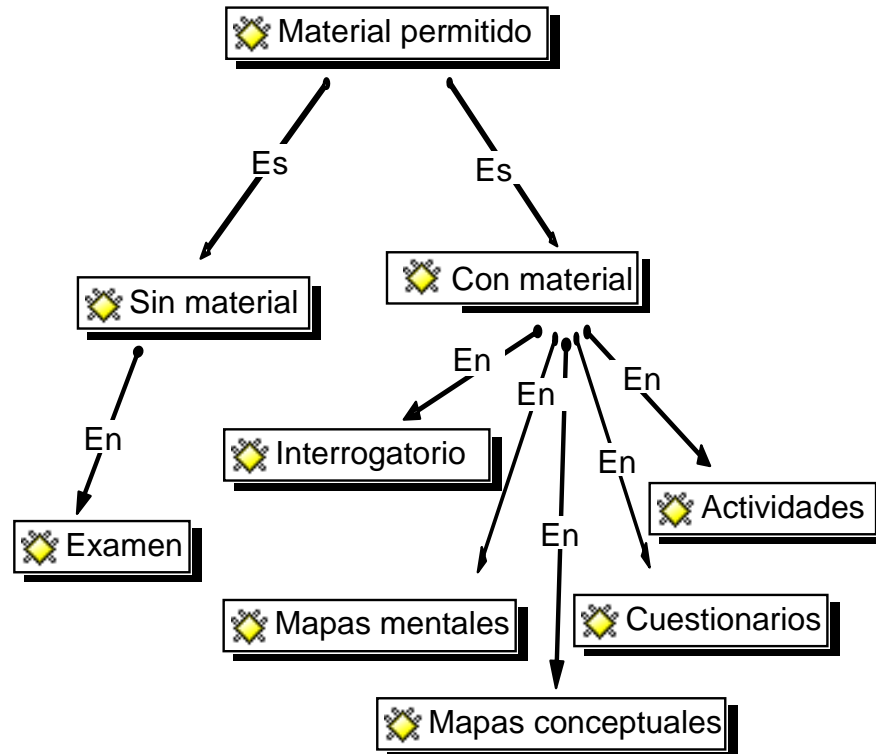 Material permitido
Es
Es
Sin material
Con material
En
En
En
En
En
En
Interrogatorio
Actividades
Examen
Mapas mentales
Cuestionarios
Mapas conceptuales